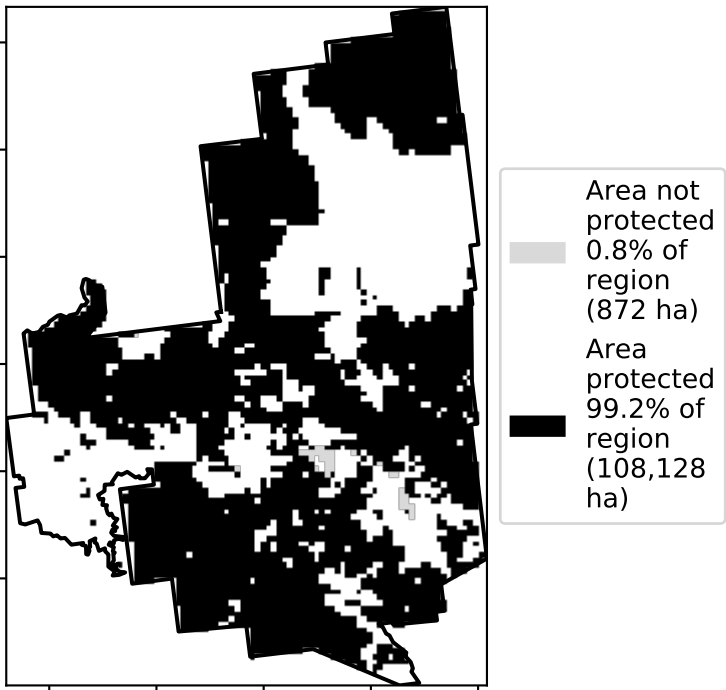 Area not
protected
0.8% of
region
(872 ha)
Area
protected
99.2% of
region
(108,128
ha)